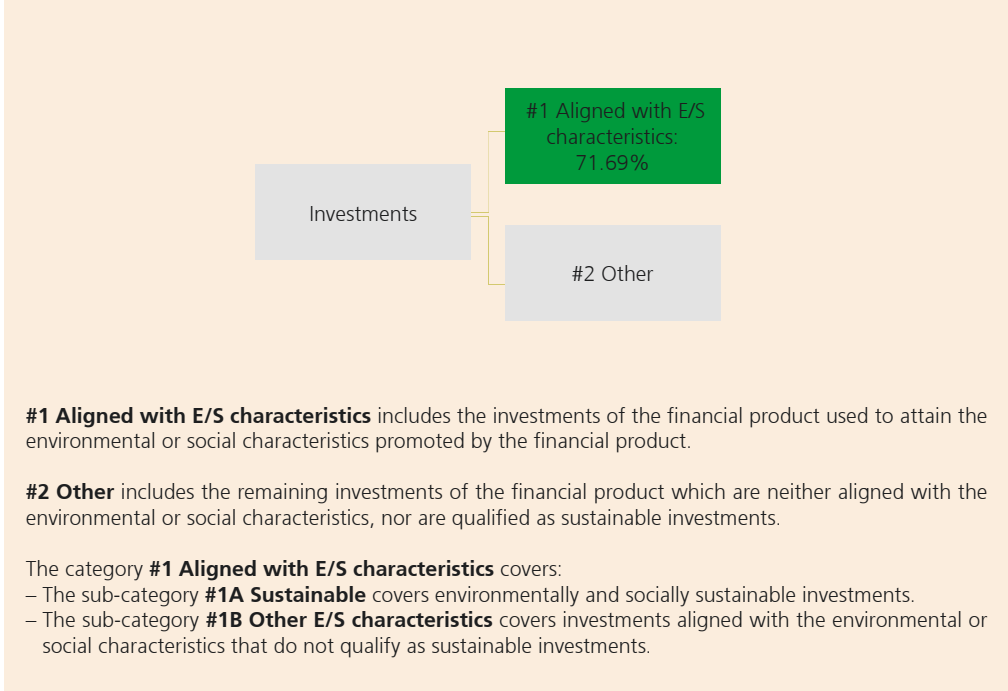 #1 Aligned with E/S
characteristics:
71.69%
Investments
#2 Other
#1 Aligned with E/S characteristics includes the investments of the financial product used to attain the
environmental or social characteristics promoted by the financial product.
#2 Other includes the remaining investments of the financial product which are neither aligned with the
environmental or social characteristics, nor are qualified as sustainable investments.
The category #1 Aligned with E/S characteristics covers:
– The sub-category #1A Sustainable covers environmentally and socially sustainable investments.
– The sub-category #1B Other E/S characteristics covers investments aligned with the environmental or
social characteristics that do not qualify as sustainable investments.